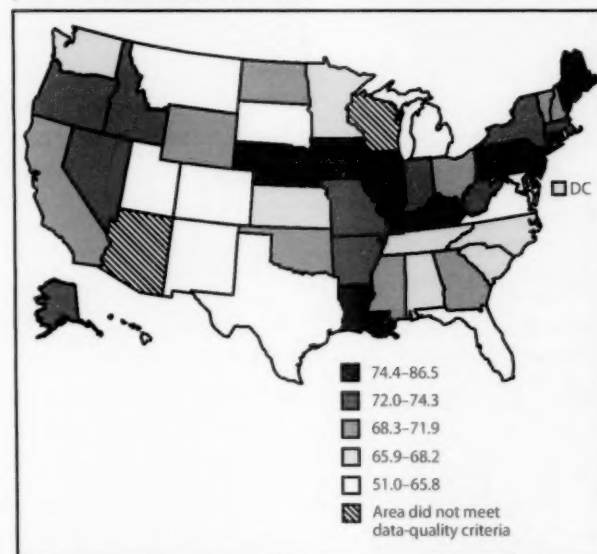 DC
74.4–86.5
72.0–74.3
68.3–71.9
65.9–68.2
51.0–65.8
Area did not meet
data-quality criteria